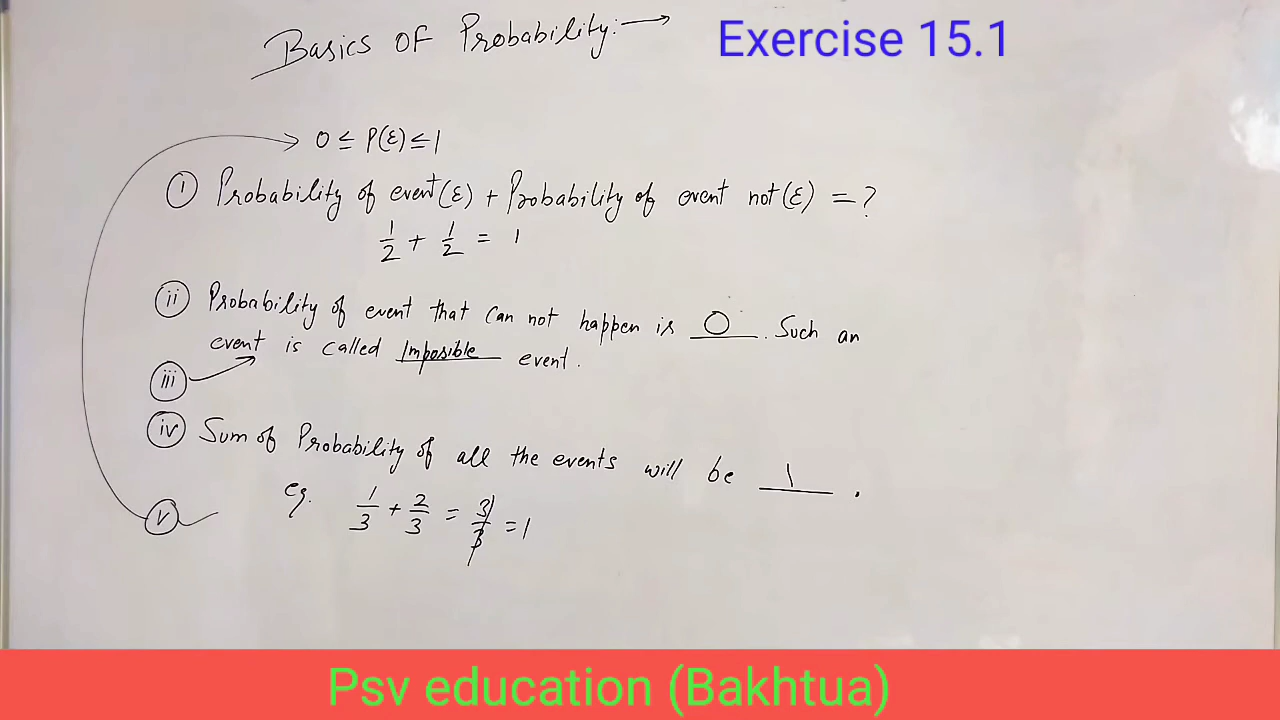 Basics OF Probability:→ Exercise 15.1
0 ≤ P(E) ≤ 1
(i) Probability of event(E) + Probability of event not(E) = ?
1/2 + 1/2 = 1
(ii) Probability of event that can not happen is 0. Such an
event is called Imposible event.
(iii)
(iv) Sum of Probability of all the events will be 1.
eg. 1/3 + 2/3 = 3/3 = 1
(v)
Psv education (Bakhtua)